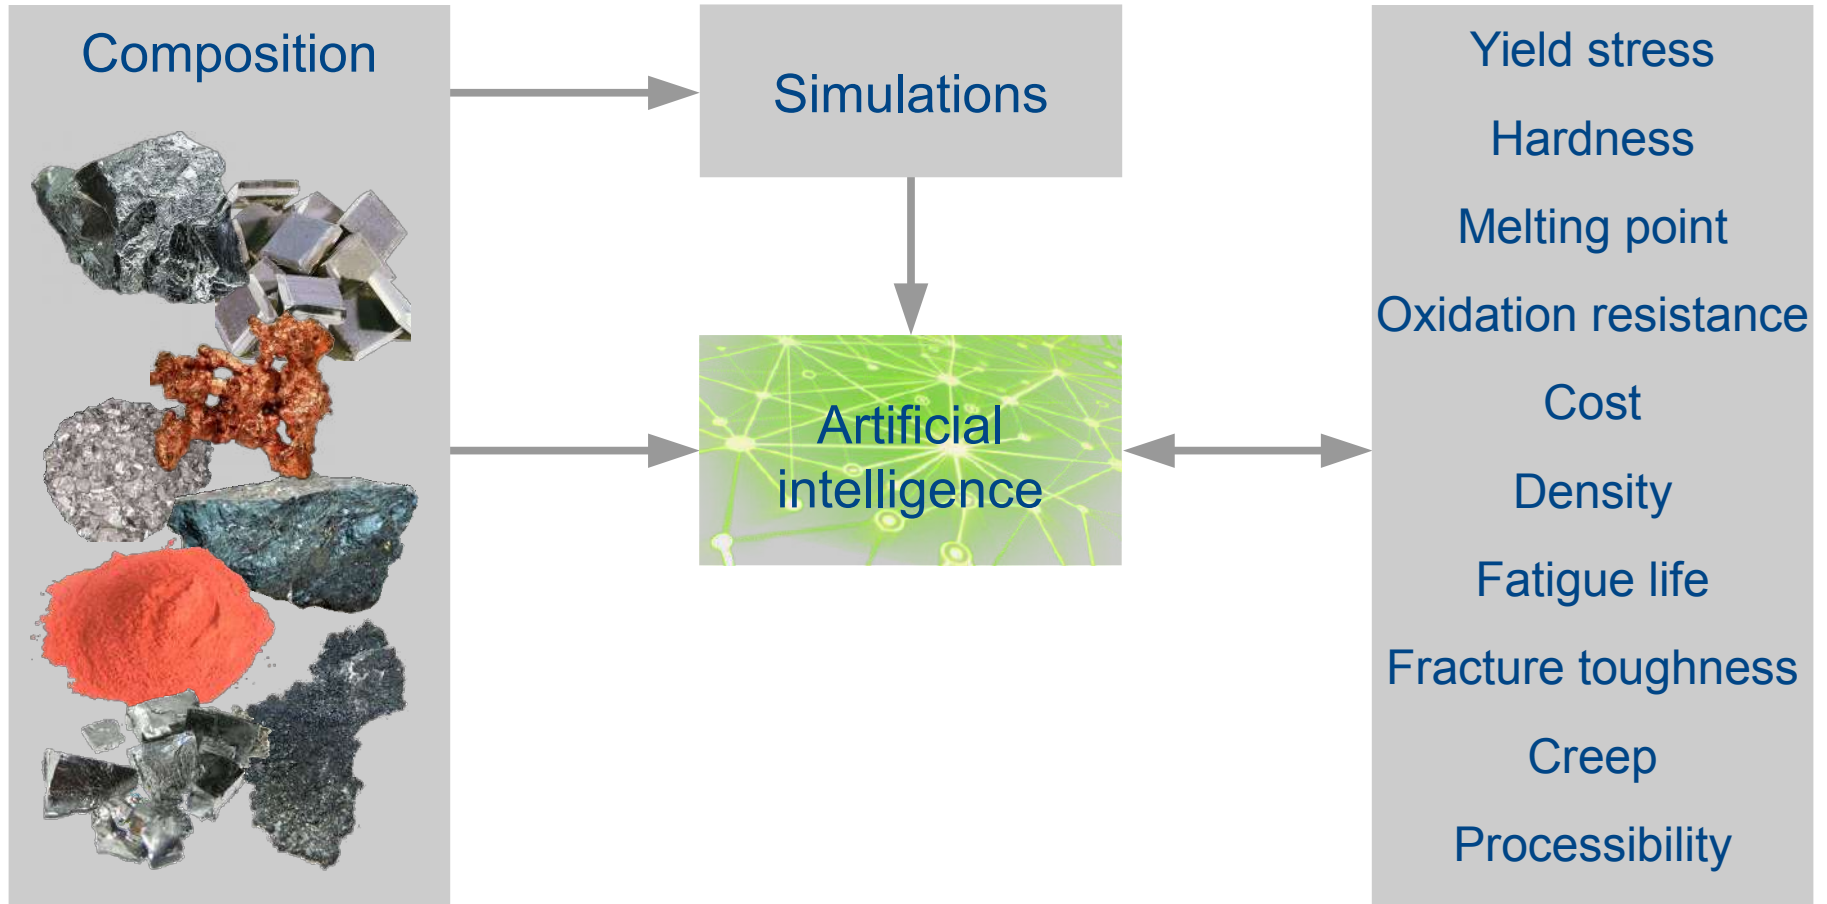 Composition
Simulations
Artificial
intelligence
Yield stress
Hardness
Melting point
Oxidation resistance
Cost
Density
Fatigue life
Fracture toughness
Creep
Processibility